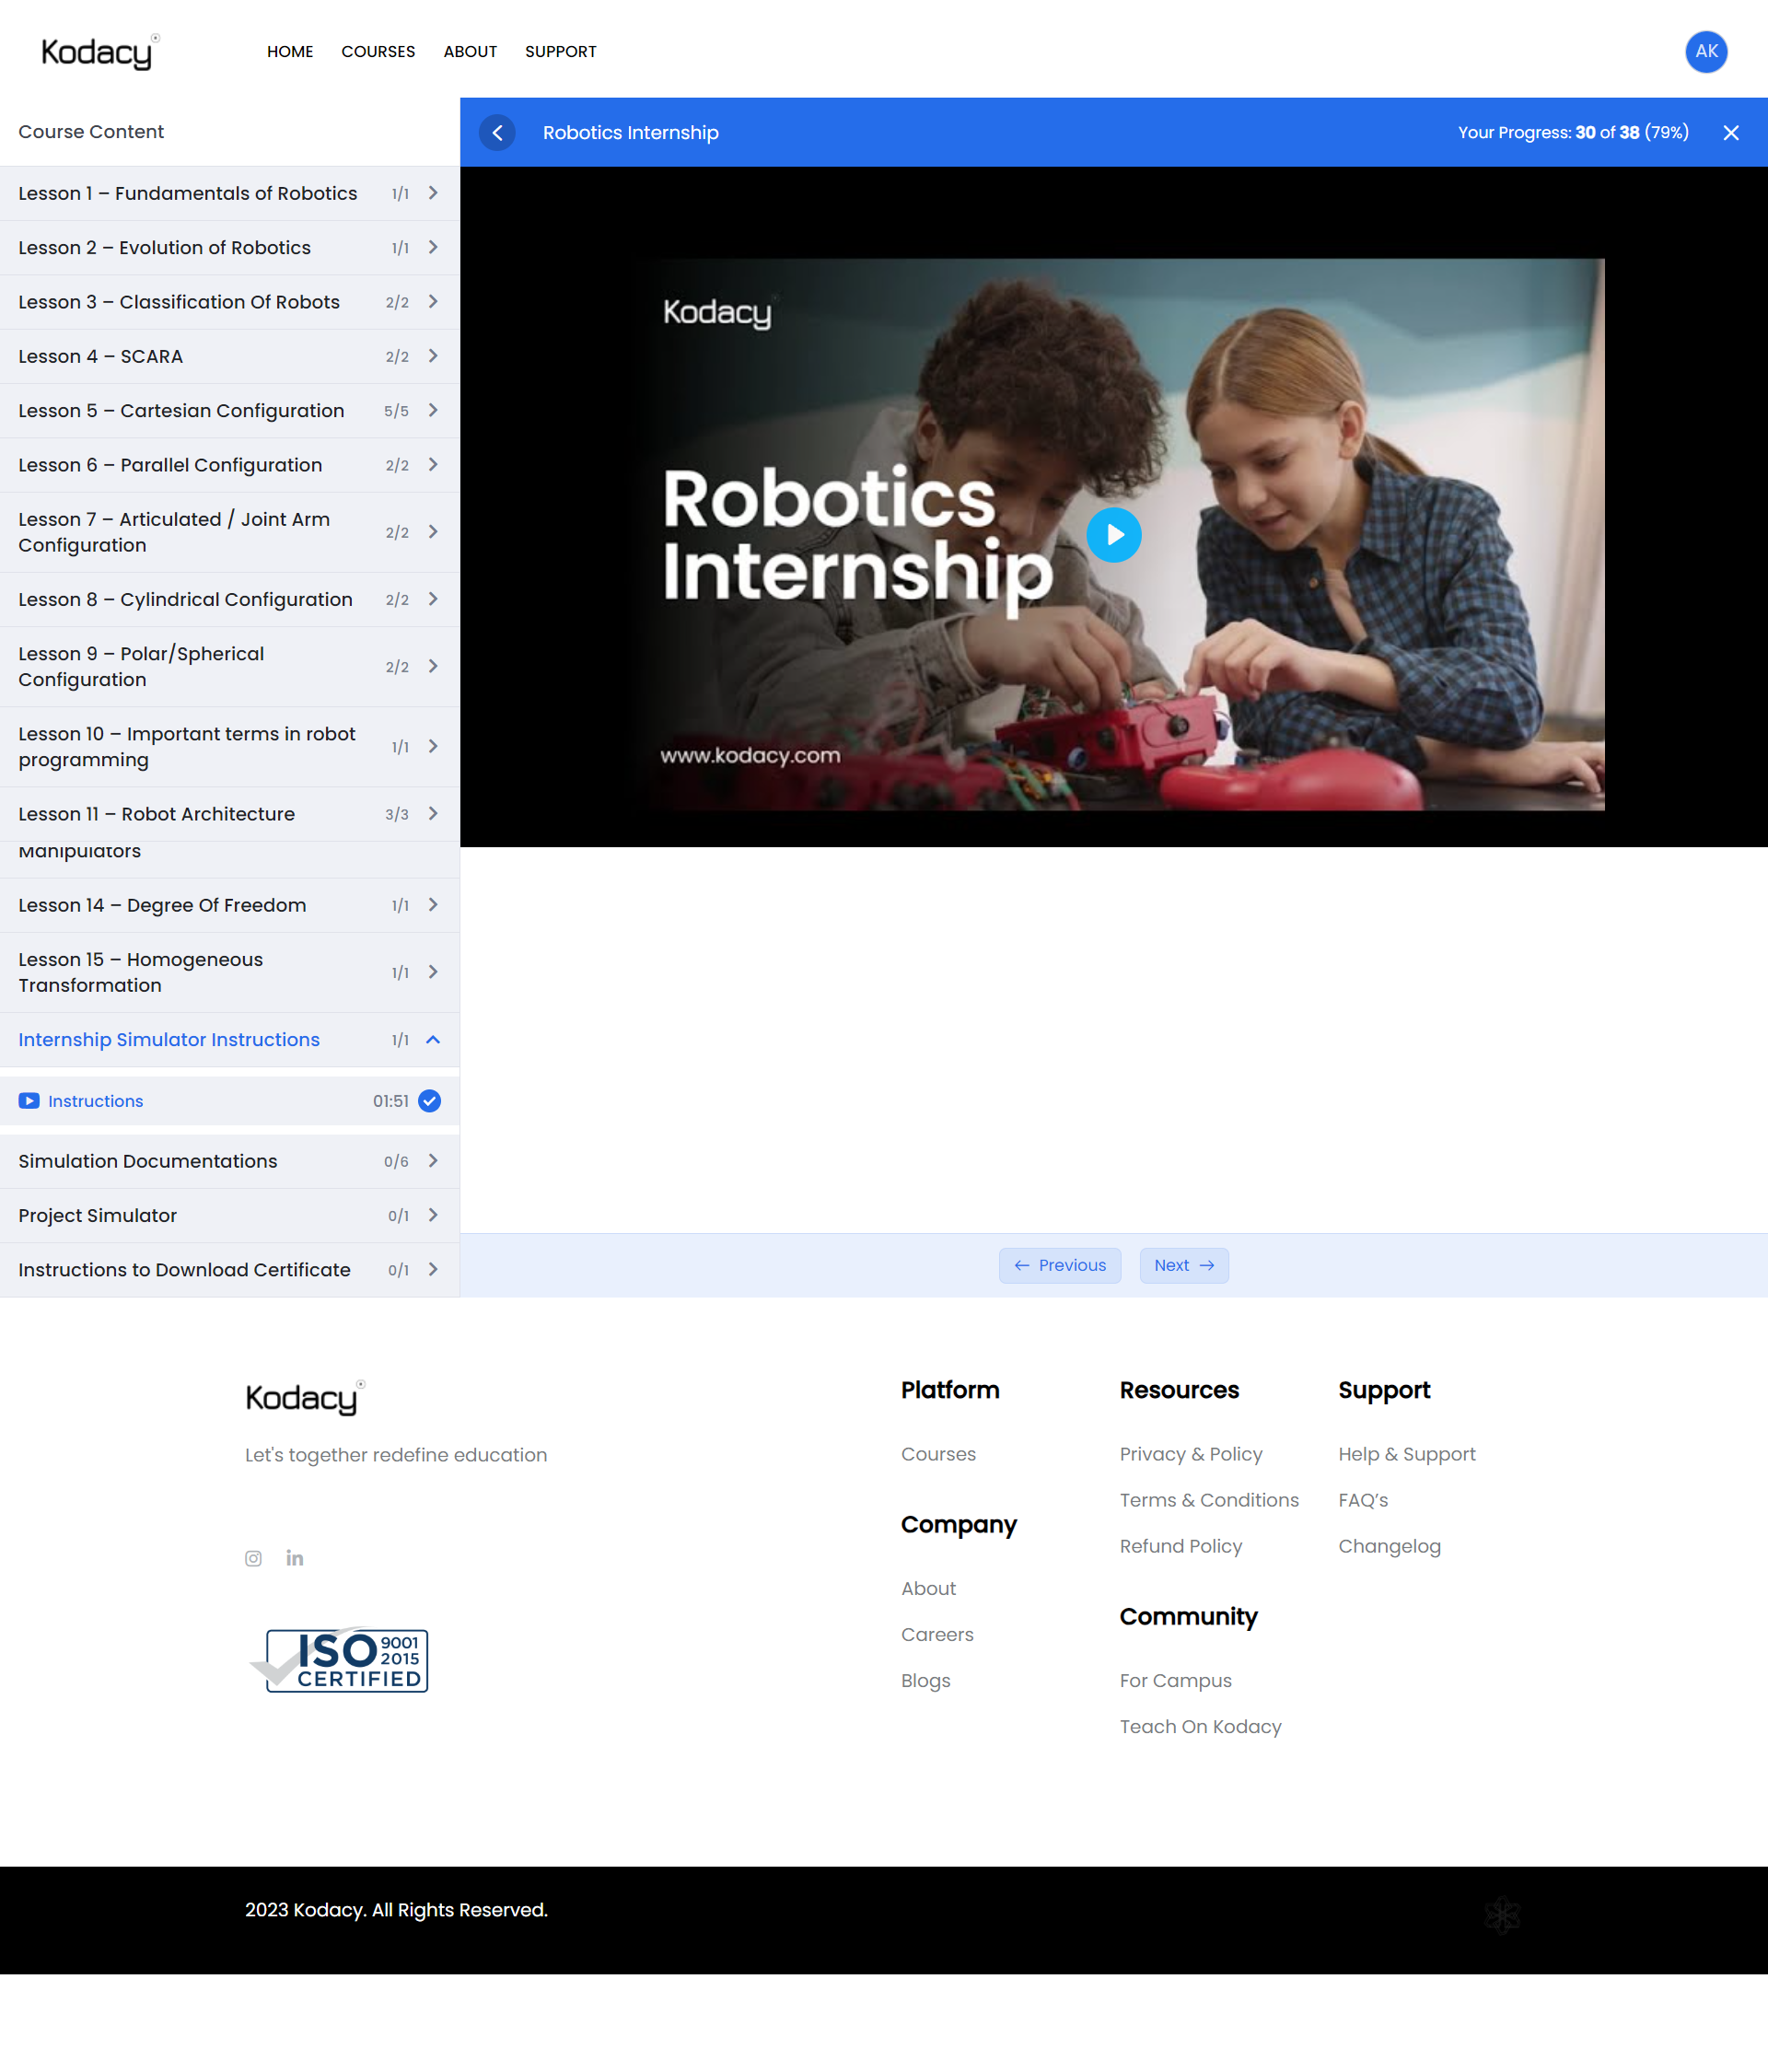 Kodacy
HOME COURSES ABOUT SUPPORT
AK
Course Content
Robotics Internship
Your Progress: 30 of 38 (79%)
Lesson 1 – Fundamentals of Robotics 1/1
Lesson 2 – Evolution of Robotics 1/1
Lesson 3 – Classification Of Robots 2/2
Lesson 4 – SCARA 2/2
Lesson 5 – Cartesian Configuration 5/5
Lesson 6 – Parallel Configuration 2/2
Lesson 7 – Articulated / Joint Arm
Configuration 2/2
Lesson 8 – Cylindrical Configuration 2/2
Lesson 9 – Polar/Spherical
Configuration 2/2
Lesson 10 – Important terms in robot
programming 1/1
Lesson 11 – Robot Architecture 3/3
Manipulators
Lesson 14 – Degree Of Freedom 1/1
Lesson 15 – Homogeneous
Transformation 1/1
Internship Simulator Instructions 1/1
Instructions 01:51
Simulation Documentations 0/6
Project Simulator 0/1
Instructions to Download Certificate 0/1
Kodacy
Robotics
Internship
www.kodacy.com
Previous
Next
Kodacy
Let's together redefine education
ISO 9001
2015
CERTIFIED
Platform
Courses
Company
About
Careers
Blogs
Resources
Privacy & Policy
Terms & Conditions
Refund Policy
Community
For Campus
Teach On Kodacy
Support
Help & Support
FAQ’s
Changelog
2023 Kodacy. All Rights Reserved.